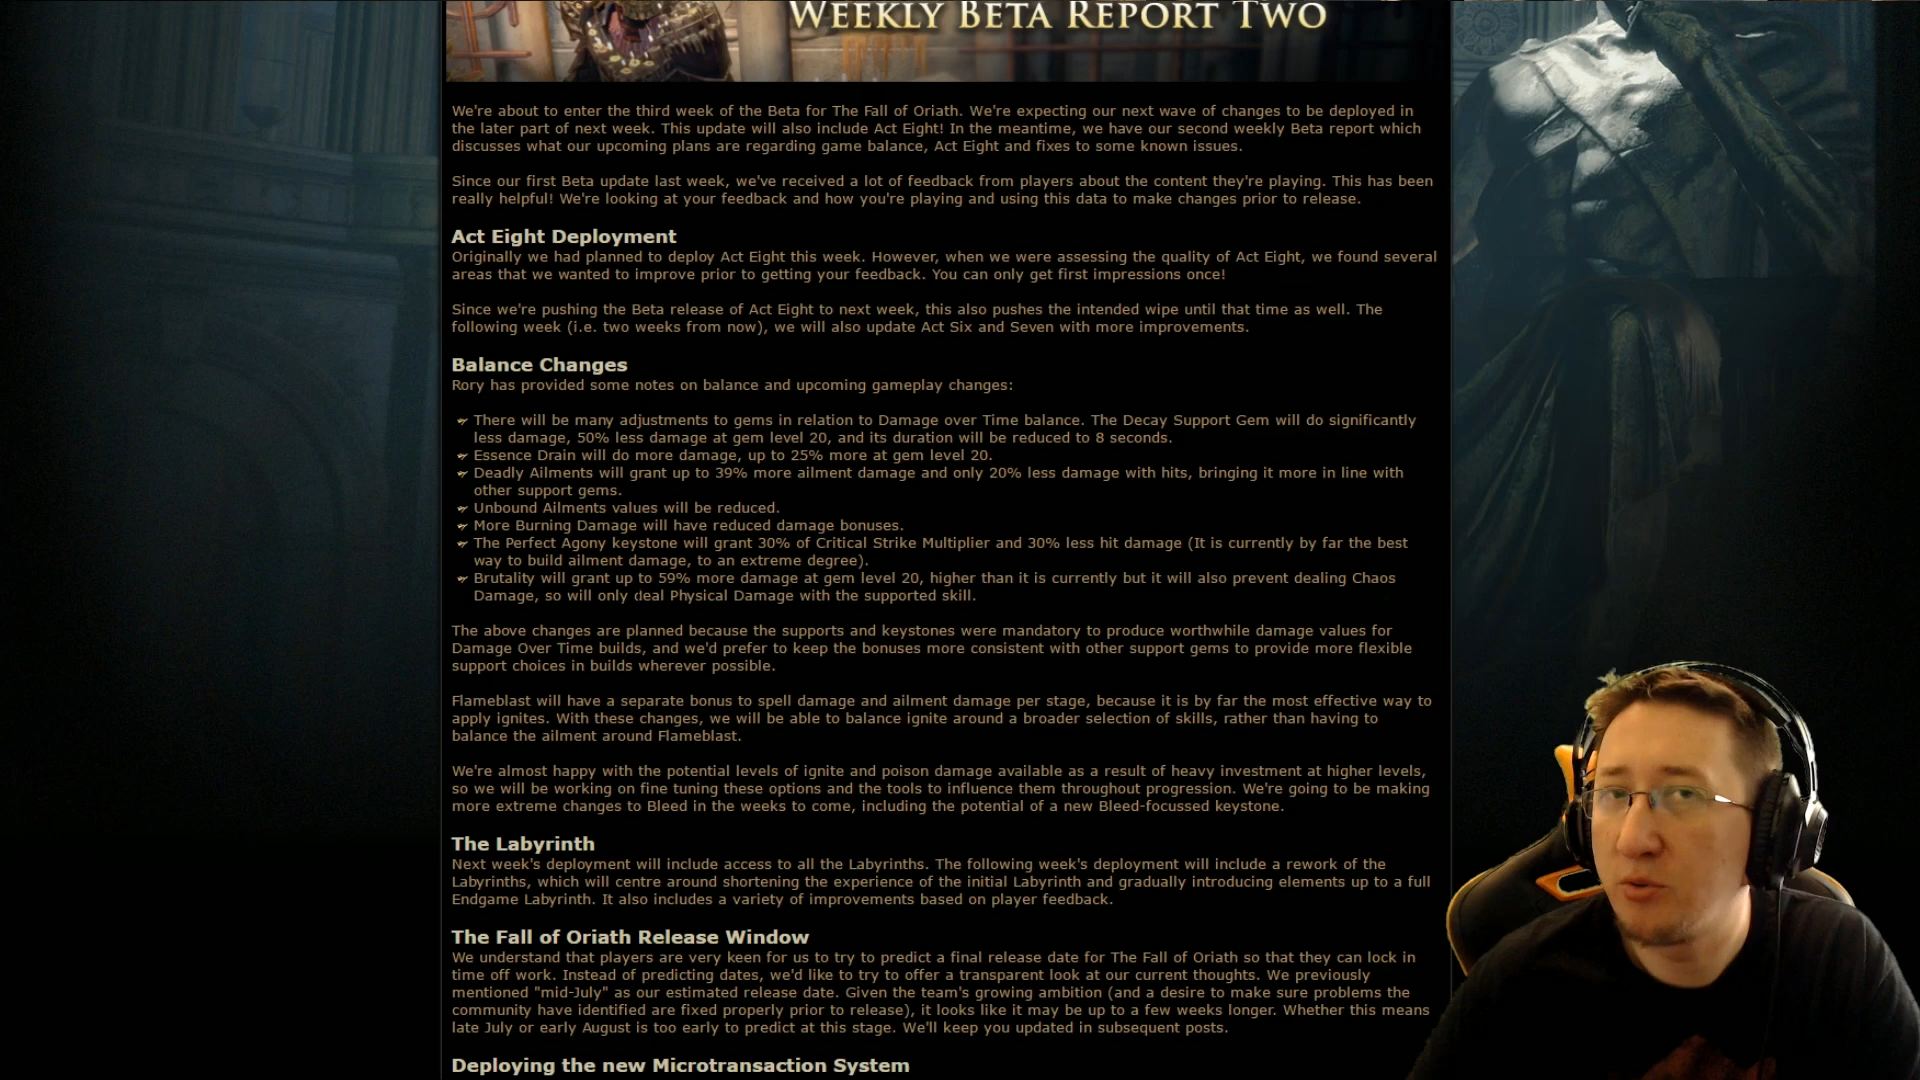 Weekly Beta Report Two
We're about to enter the third week of the Beta for The Fall of Oriath. We're expecting our next wave of changes to be deployed in
the later part of next week. This update will also include Act Eight! In the meantime, we have our second weekly Beta report which
discusses what our upcoming plans are regarding game balance, Act Eight and fixes to some known issues.
Since our first Beta update last week, we've received a lot of feedback from players about the content they're playing. This has been
really helpful! We're looking at your feedback and how you're playing and using this data to make changes prior to release.
Act Eight Deployment
Originally we had planned to deploy Act Eight this week. However, when we were assessing the quality of Act Eight, we found several
areas that we wanted to improve prior to getting your feedback. You can only get first impressions once!
Since we're pushing the Beta release of Act Eight to next week, this also pushes the intended wipe until that time as well. The
following week (i.e. two weeks from now), we will also update Act Six and Seven with more improvements.
Balance Changes
Rory has provided some notes on balance and upcoming gameplay changes:
There will be many adjustments to gems in relation to Damage over Time balance. The Decay Support Gem will do significantly
less damage, 50% less damage at gem level 20, and its duration will be reduced to 8 seconds.
Essence Drain will do more damage, up to 25% more at gem level 20.
Deadly Ailments will grant up to 39% more ailment damage and only 20% less damage with hits, bringing it more in line with
other support gems.
Unbound Ailments values will be reduced.
More Burning Damage will have reduced damage bonuses.
The Perfect Agony keystone will grant 30% of Critical Strike Multiplier and 30% less hit damage (It is currently by far the best
way to build ailment damage, to an extreme degree).
Brutality will grant up to 59% more damage at gem level 20, higher than it is currently but it will also prevent dealing Chaos
Damage, so will only deal Physical Damage with the supported skill.
The above changes are planned because the supports and keystones were mandatory to produce worthwhile damage values for
Damage Over Time builds, and we'd prefer to keep the bonuses more consistent with other support gems to provide more flexible
support choices in builds wherever possible.
Flameblast will have a separate bonus to spell damage and ailment damage per stage, because it is by far the most effective way to
apply ignites. With these changes, we will be able to balance ignite around a broader selection of skills, rather than having to
balance the ailment around Flameblast.
We're almost happy with the potential levels of ignite and poison damage available as a result of heavy investment at higher levels,
so we will be working on fine tuning these options and the tools to influence them throughout progression. We're going to be making
more extreme changes to Bleed in the weeks to come, including the potential of a new Bleed-focussed keystone.
The Labyrinth
Next week's deployment will include access to all the Labyrinths. The following week's deployment will include a rework of the
Labyrinths, which will centre around shortening the experience of the initial Labyrinth and gradually introducing elements up to a full
Endgame Labyrinth. It also includes a variety of improvements based on player feedback.
The Fall of Oriath Release Window
We understand that players are very keen for us to try to predict a final release date for The Fall of Oriath so that they can lock in
time off work. Instead of predicting dates, we'd like to try to offer a transparent look at our current thoughts. We previously
mentioned "mid-July" as our estimated release date. Given the team's growing ambition (and a desire to make sure problems the
community have identified are fixed properly prior to release), it looks like it may be up to a few weeks longer. Whether this means
late July or early August is too early to predict at this stage. We'll keep you updated in subsequent posts.
Deploying the new Microtransaction System